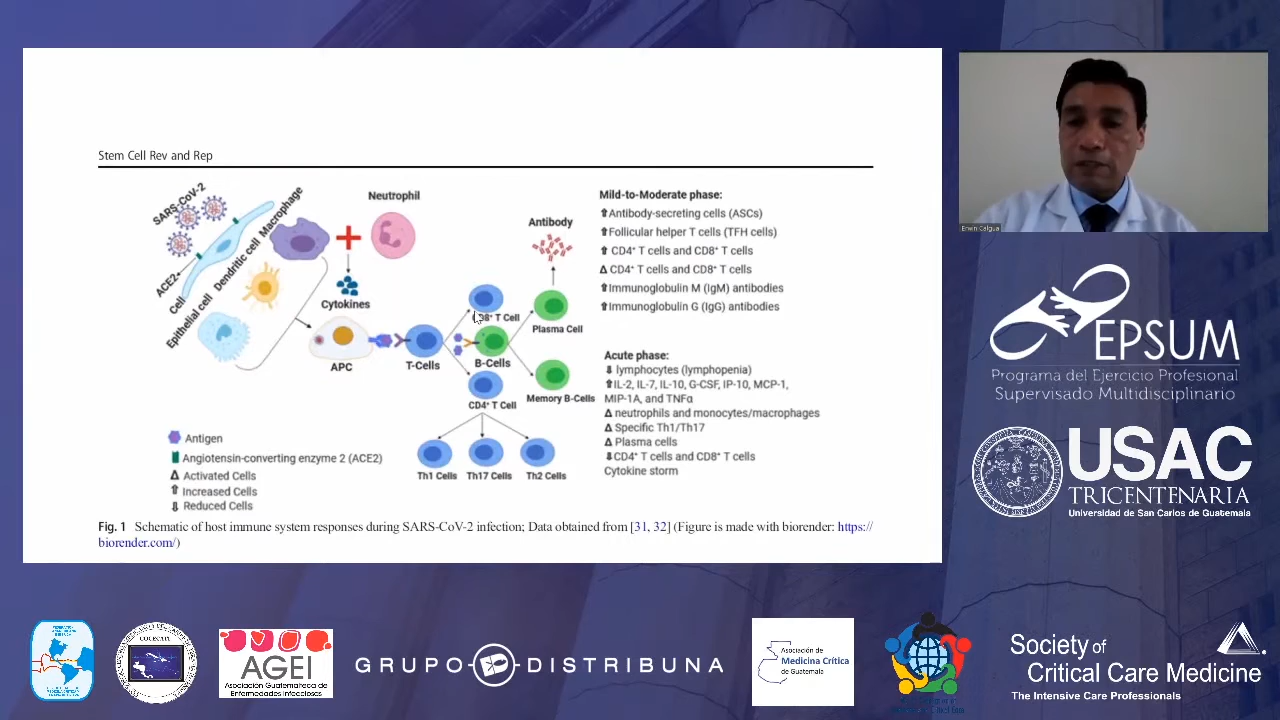 Stem Cell Rev and Rep
SARS-CoV-2
ACE2
Cell
Epithelial cell
Dendritic cell
Macrophage
Neutrophil
Cytokines
APC
T-Cells
CD8⁺ T Cell
B-Cells
CD4⁺ T Cell
Antibody
Plasma Cell
Memory B-Cells
Th1 Cells
Th17 Cells
Th2 Cells
Antigen
Angiotensin-converting enzyme 2 (ACE2)
Δ Activated Cells
⇧ Increased Cells
⇩ Reduced Cells
Mild-to-Moderate phase:
⬆Antibody-secreting cells (ASCs)
⬆Follicular helper T cells (TFH cells)
⬆ CD4⁺ T cells and CD8⁺ T cells
Δ CD4⁺ T cells and CD8⁺ T cells
⬆Immunoglobulin M (IgM) antibodies
⬆Immunoglobulin G (IgG) antibodies
Acute phase:
⬇ lymphocytes (lymphopenia)
⬆IL-2, IL-7, IL-10, G-CSF, IP-10, MCP-1,
MIP-1A, and TNFα
Δ neutrophils and monocytes/macrophages
Δ Specific Th1/Th17
Δ Plasma cells
⬇CD4⁺ T cells and CD8⁺ T cells
Cytokine storm
Fig. 1 Schematic of host immune system responses during SARS-CoV-2 infection; Data obtained from [31, 32] (Figure is made with biorender: https://
biorender.com/)
Erwin Calgua
EPSUM
Programa del Ejercicio Profesional
Supervisado Multidisciplinario
USAC
TRICENTENARIA
Universidad de San Carlos de Guatemala
AGEI
Asociación Guatemalteca de
Enfermedades Infecciosas
GRUPO DISTRIBUNA
Asociación de
Medicina Crítica
de Guatemala
Society of
Critical Care Medicine
The Intensive Care Professionals